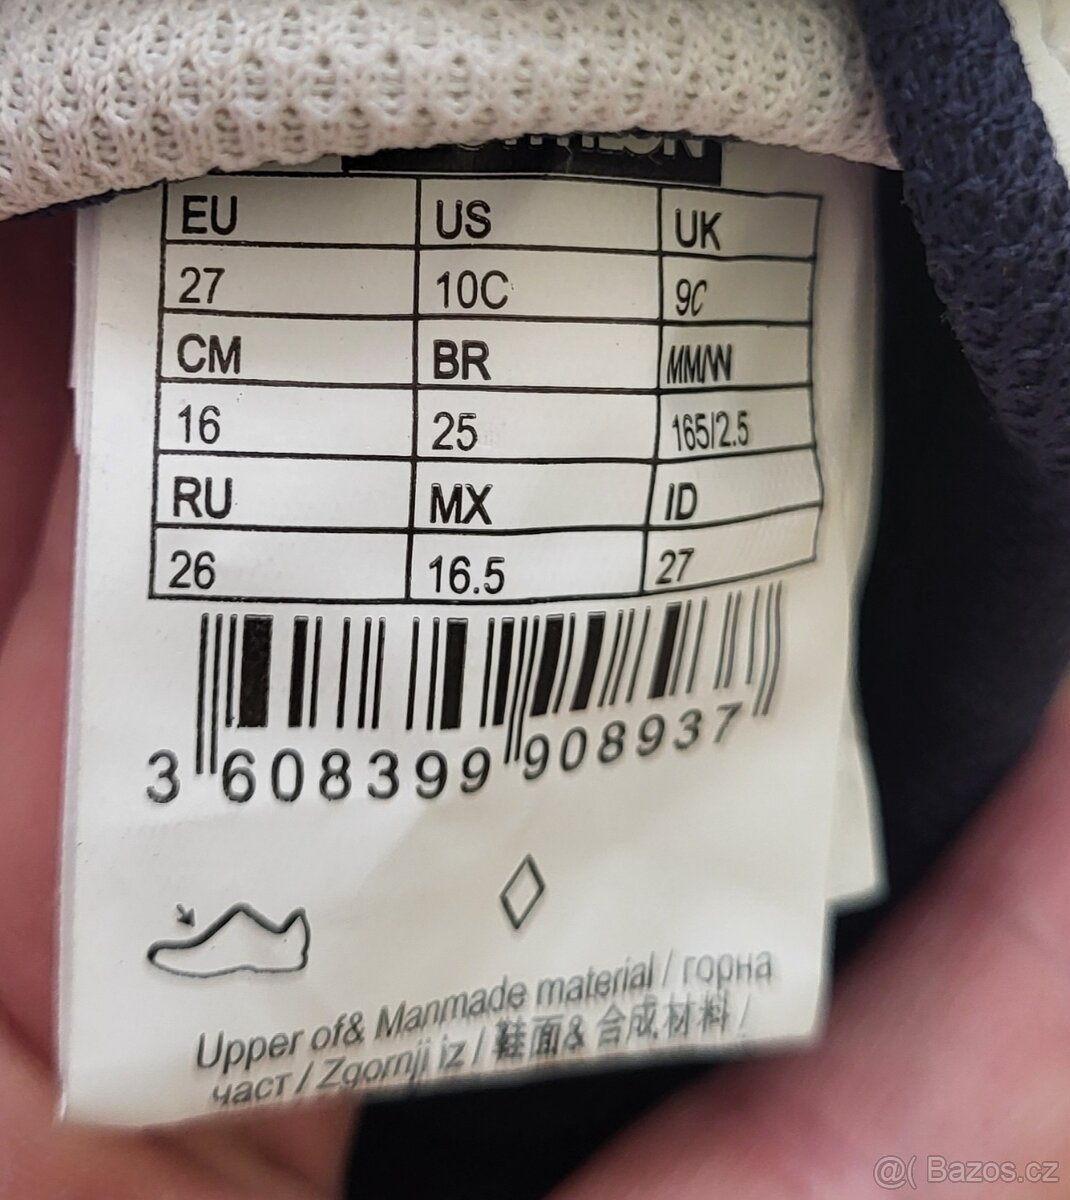 EU US UK
27 10C 9C
CM BR MM/W
16 25 165/2.5
RU MX ID
26 16.5 27
3 608399 908937
Upper of& Manmade material / горна
част / Zgornji iz / 鞋面& 合成材料 /
@( Bazos.cz